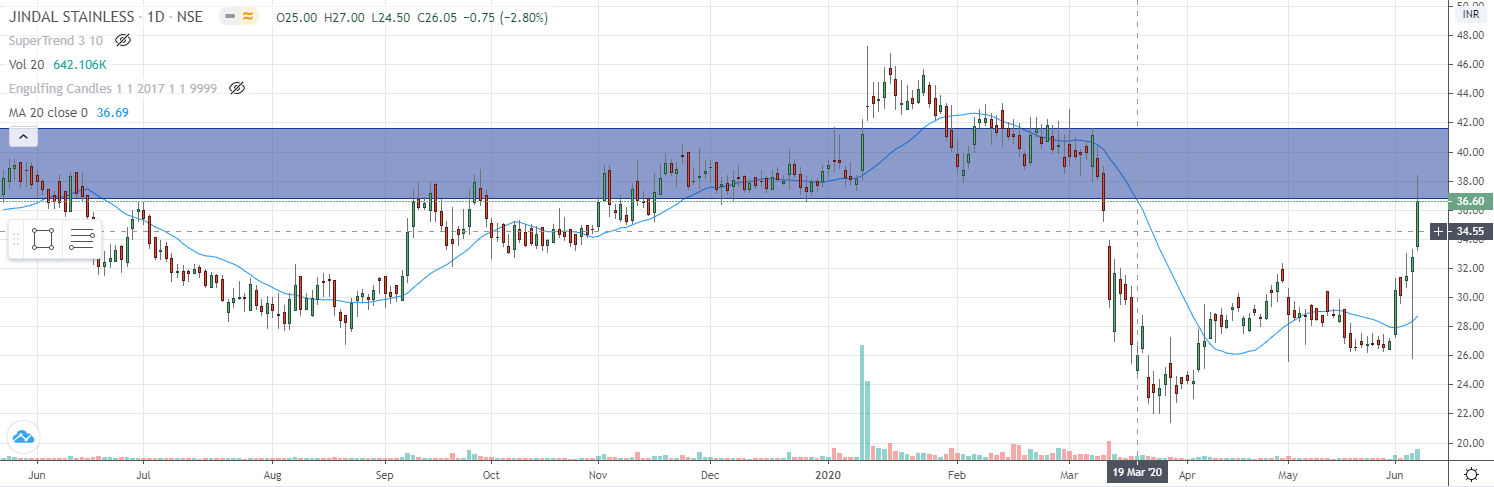 JINDAL STAINLESS · 1D · NSE O25.00 H27.00 L24.50 C26.05 −0.75 (−2.80%)
SuperTrend 3 10
Vol 20 642.106K
Engulfing Candles 1 1 2017 1 1 9999
MA 20 close 0 36.69
INR
50.00
48.00
46.00
44.00
42.00
40.00
38.00
36.60
36.00
34.55
34.00
32.00
30.00
28.00
26.00
24.00
22.00
20.00
Jun Jul Aug Sep Oct Nov Dec 2020 Feb Mar 19 Mar '20 Apr May Jun